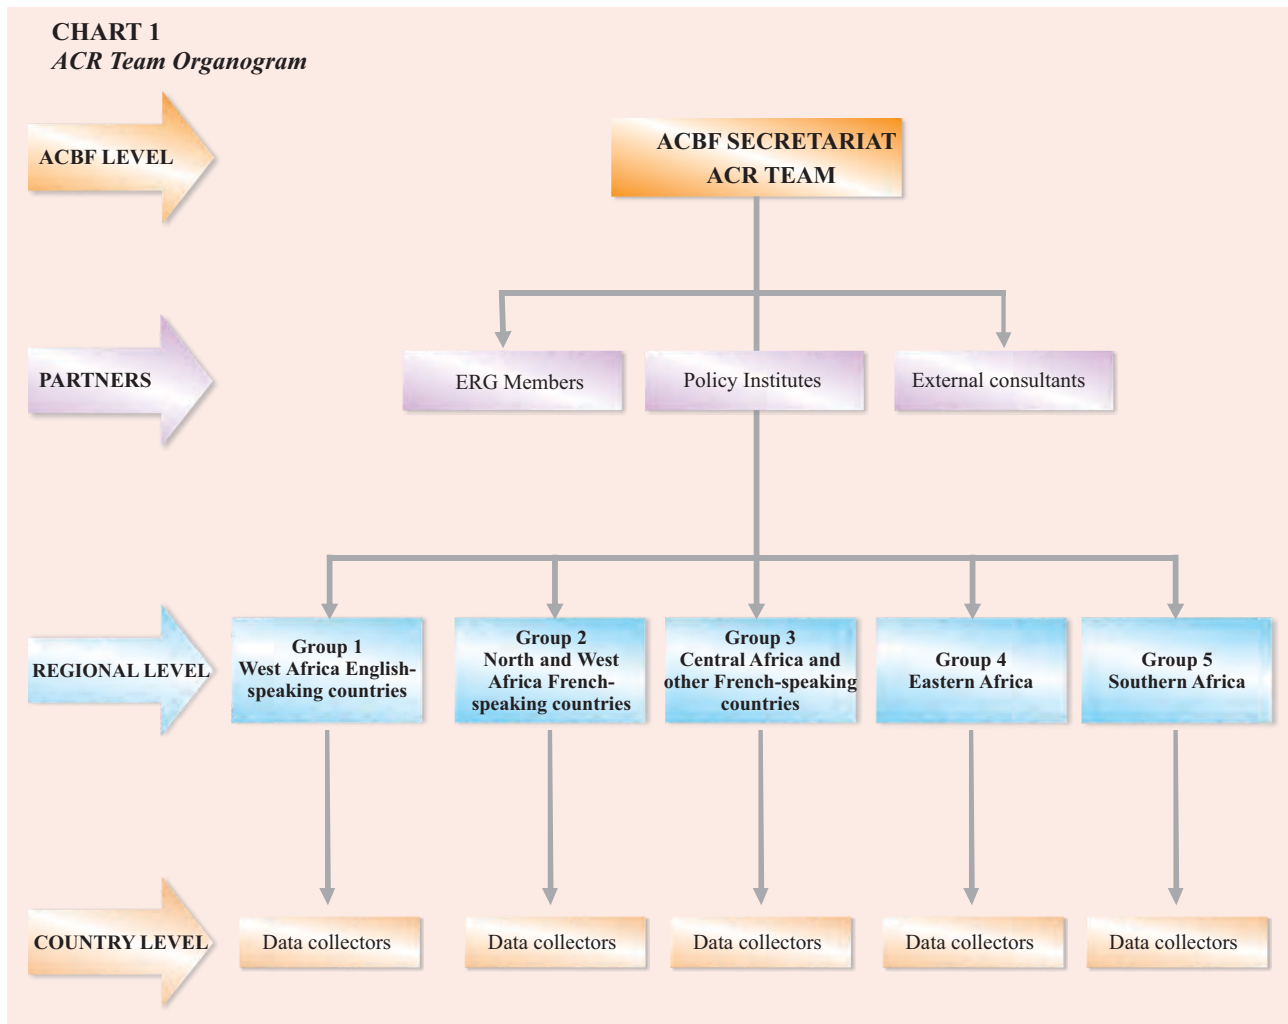 CHART 1
ACR Team Organogram
ACBF LEVEL
ACBF SECRETARIAT
ACR TEAM
PARTNERS
ERG Members
Policy Institutes
External consultants
REGIONAL LEVEL
Group 1
West Africa English-
speaking countries
Group 2
North and West
Africa French-
speaking countries
Group 3
Central Africa and
other French-speaking
countries
Group 4
Eastern Africa
Group 5
Southern Africa
COUNTRY LEVEL
Data collectors
Data collectors
Data collectors
Data collectors
Data collectors